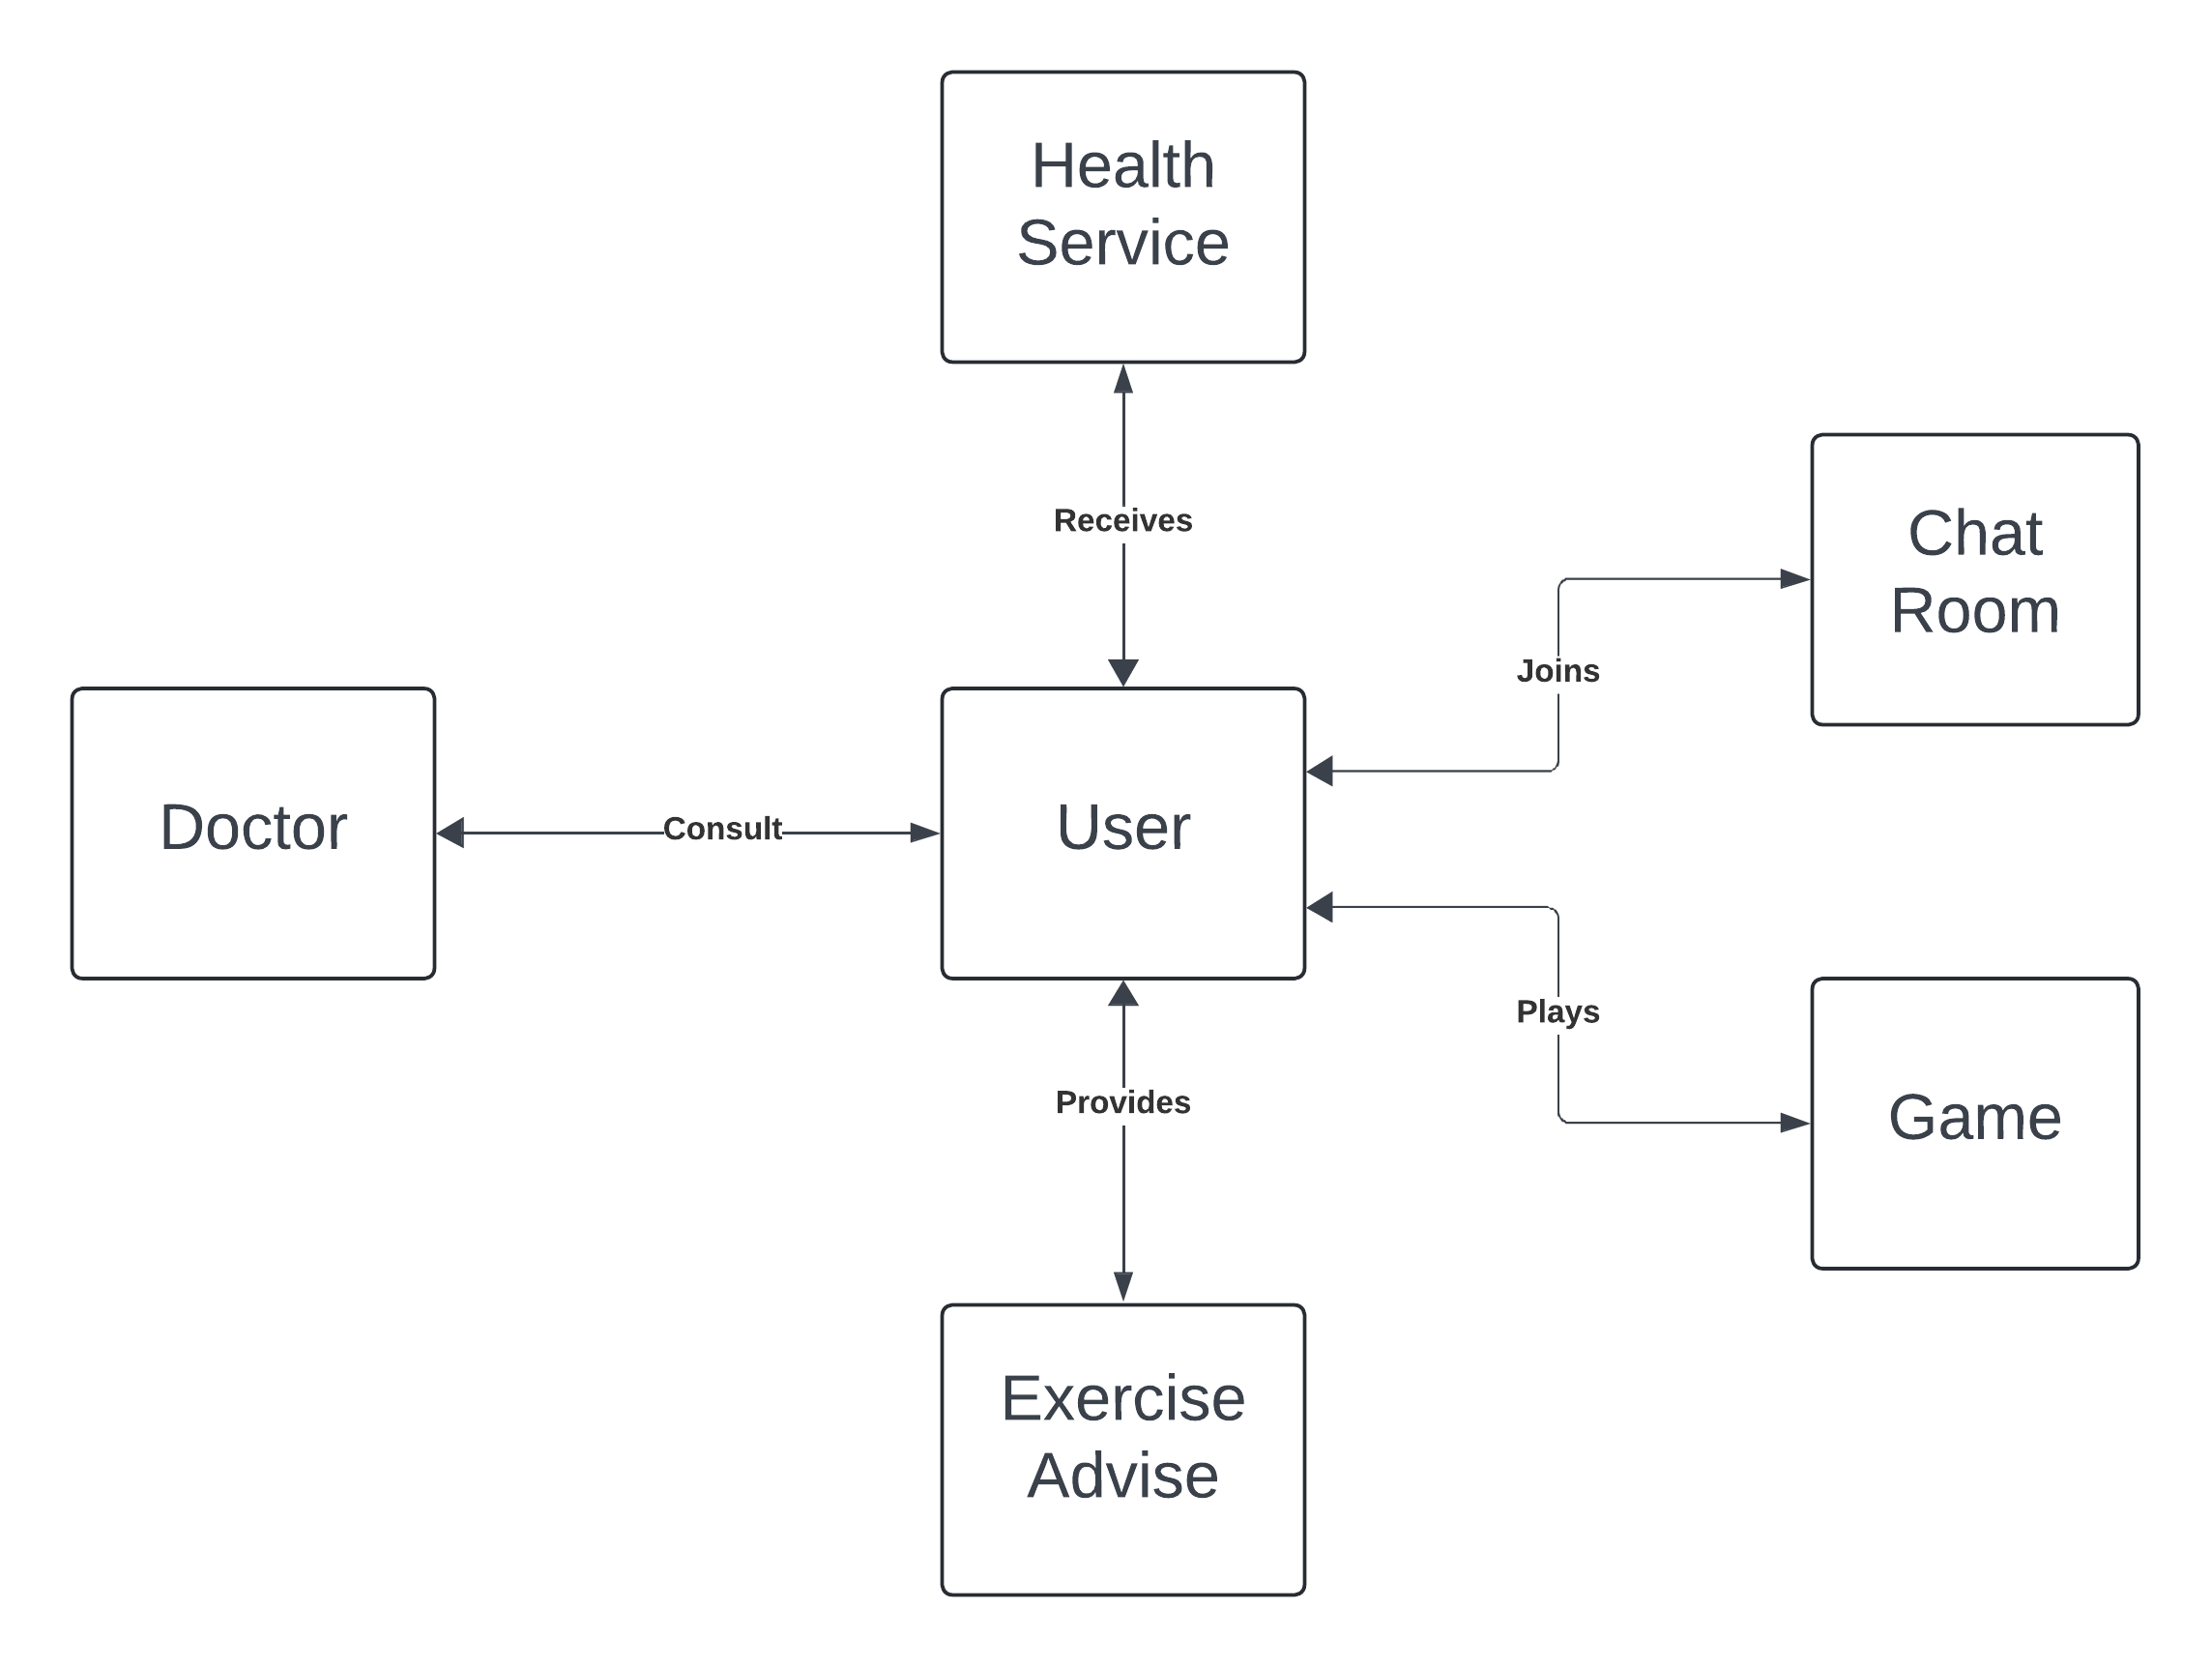 Health
Service
Receives
Chat
Room
Joins
Doctor
Consult
User
Plays
Provides
Game
Exercise
Advise